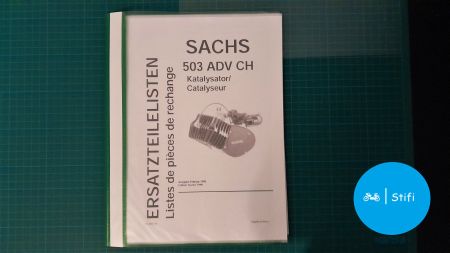 ERSATZTEILELISTEN
Listes de pièces de rechange
SACHS
503 ADV CH
Katalysator/
Catalyseur
Stifi